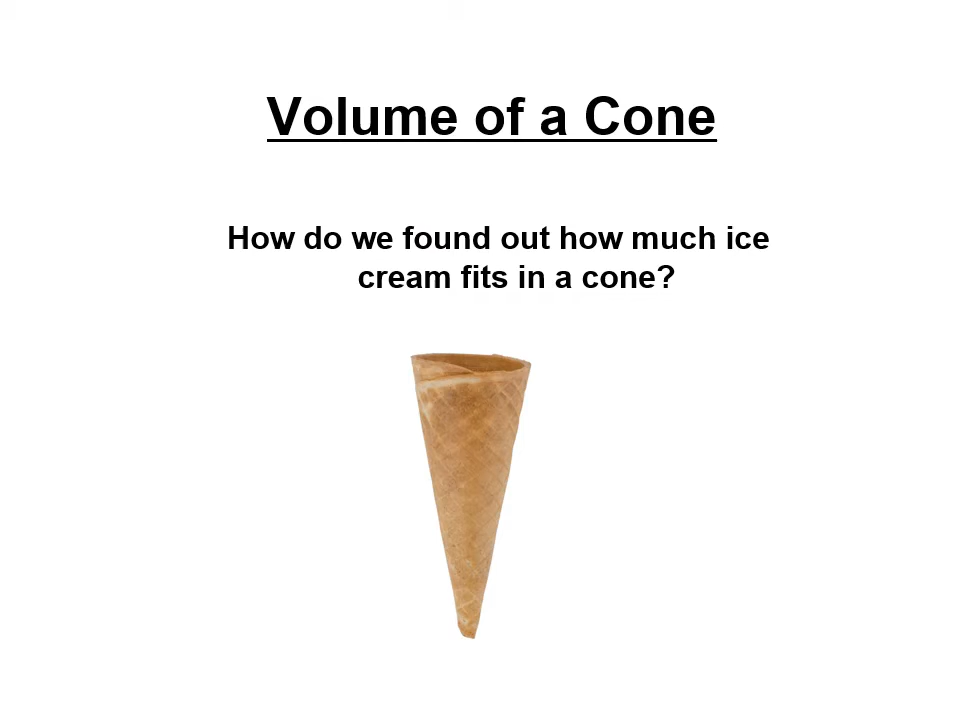 Volume of a Cone
How do we found out how much ice
cream fits in a cone?